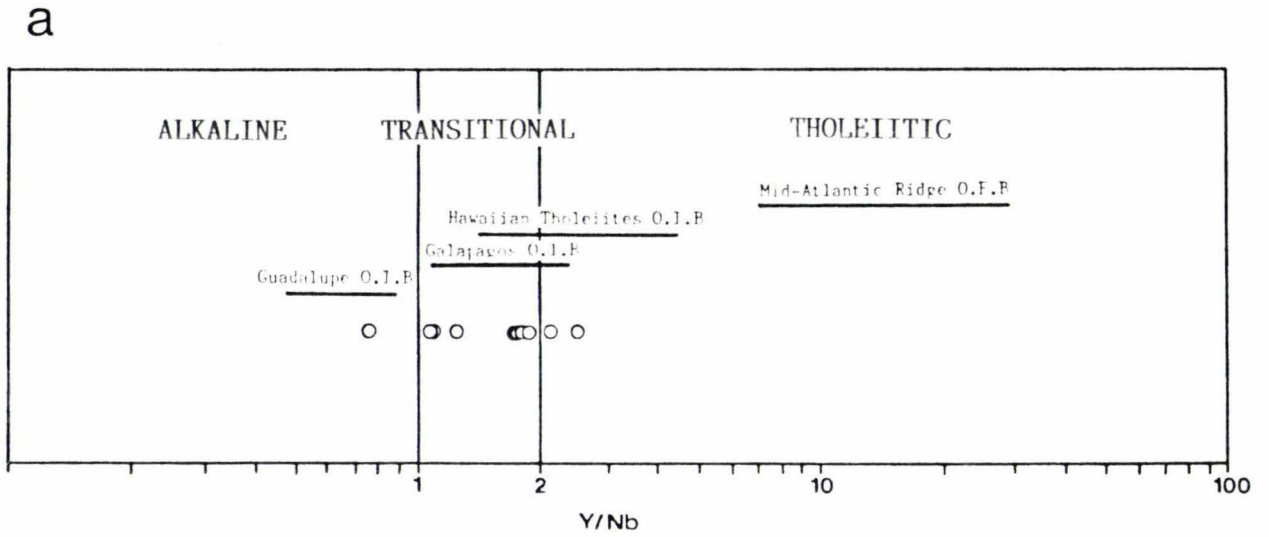 a
ALKALINE TRANSITIONAL THOLEIITIC
Mid-Atlantic Ridge O.F.B
Hawaiian Tholeiites O.I.B
Galapagos O.I.B
Guadalupe O.I.B
1 2 10 100
Y/Nb